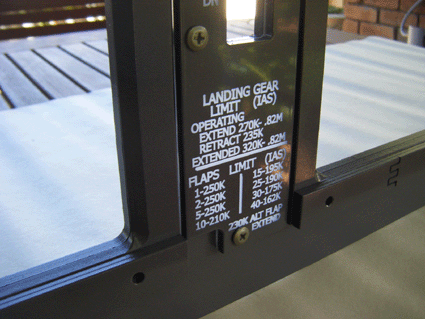 DN
LANDING GEAR
LIMIT (IAS)
OPERATING
EXTEND 270K-.82M
RETRACT 235K
EXTENDED 320K-.82M
FLAPS LIMIT (IAS)
1-250K 15-195K
2-250K 25-190K
5-250K 30-175K
10-210K 40-162K
230K ALT FLAP
EXTEND